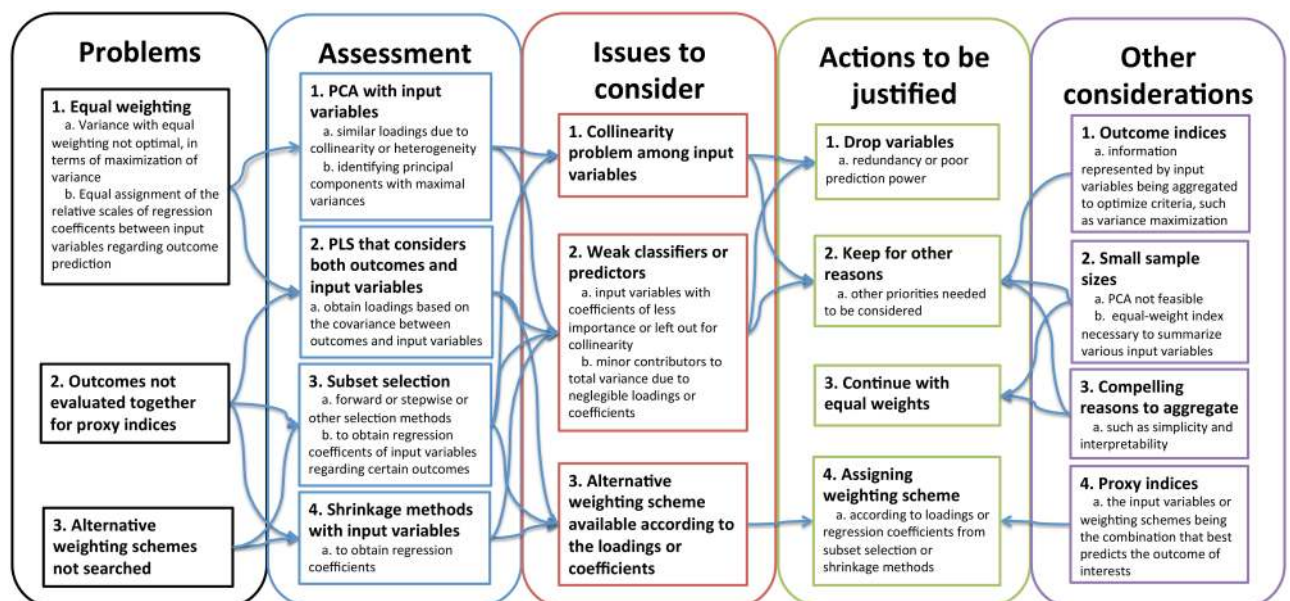 Problems
1. Equal weighting
a. Variance with equal
weighting not optimal, in
terms of maximization of
variance
b. Equal assignment of the
relative scales of regression
coefficents between input
variables regarding outcome
prediction
2. Outcomes not
evaluated together
for proxy indices
3. Alternative
weighting schemes
not searched
Assessment
1. PCA with input
variables
a. similar loadings due to
collinearity or heterogeneity
b. identifying principal
components with maximal
variances
2. PLS that considers
both outcomes and
input variables
a. obtain loadings based on
the covariance between
outcomes and input variables
3. Subset selection
a. forward or stepwise or
other selection methods
b. to obtain regression
coefficents of input variables
regarding certain outcomes
4. Shrinkage methods
with input variables
a. to obtain regression
coefficients
Issues to
consider
1. Collinearity
problem among input
variables
2. Weak classifiers or
predictors
a. input variables with
coefficients of less
importance or left out for
collinearity
b. minor contributors to
total variance due to
neglegible loadings or
coefficients
3. Alternative
weighting scheme
available according to
the loadings or
coefficients
Actions to be
justified
1. Drop variables
a. redundancy or poor
prediction power
2. Keep for other
reasons
a. other priorities needed
to be considered
3. Continue with
equal weights
4. Assigning
weighting scheme
a. according to loadings or
regression coefficients from
subset selection or
shrinkage methods
Other
considerations
1. Outcome indices
a. information
represented by input
variables being aggregated
to optimize criteria, such
as variance maximization
2. Small sample
sizes
a. PCA not feasible
b. equal-weight index
necessary to summarize
various input variables
3. Compelling
reasons to aggregate
a. such as simplicity and
interpretability
4. Proxy indices
a. the input variables or
weighting schemes being
the combination that best
predicts the outcome of
interests